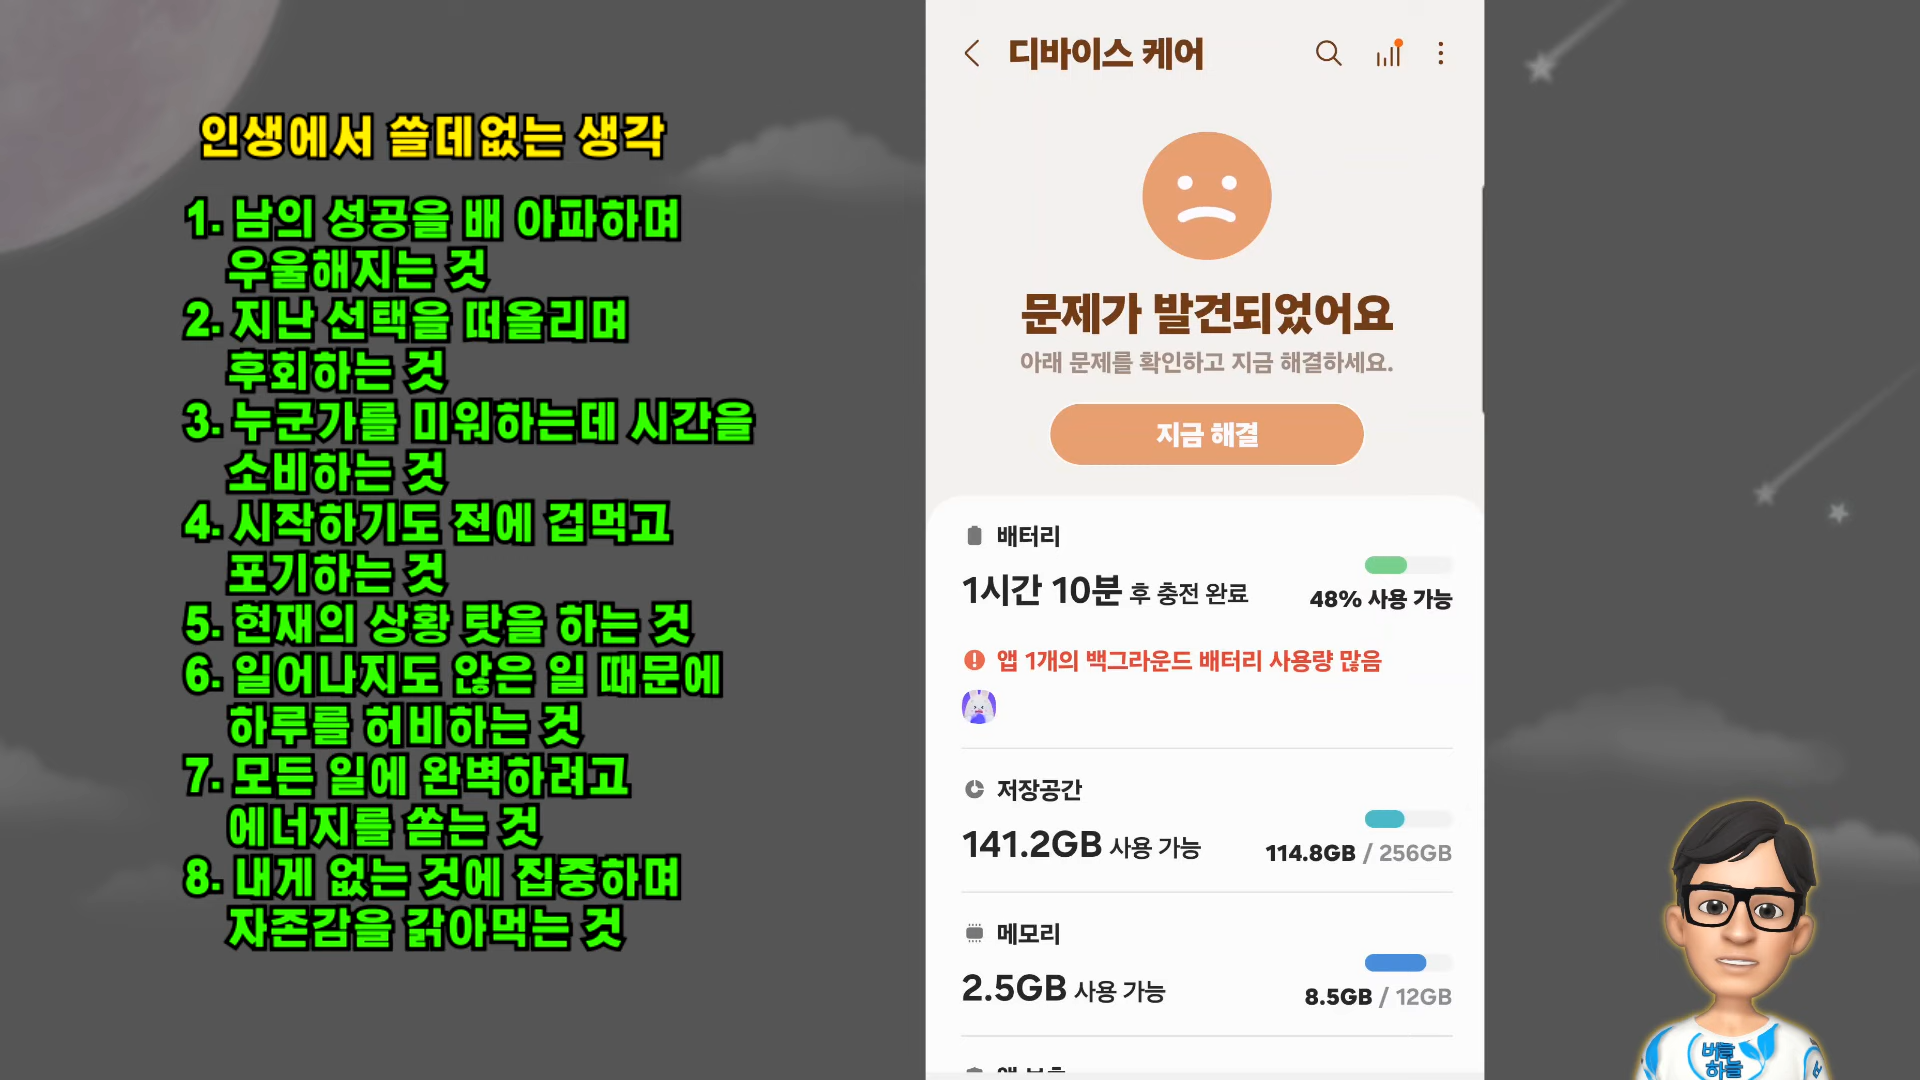 인생에서 쓸데없는 생각
1. 남의 성공을 배 아파하며
우울해지는 것
2. 지난 선택을 떠올리며
후회하는 것
3. 누군가를 미워하는데 시간을
소비하는 것
4. 시작하기도 전에 겁먹고
포기하는 것
5. 현재의 상황 탓을 하는 것
6. 일어나지도 않은 일 때문에
하루를 허비하는 것
7. 모든 일에 완벽하려고
에너지를 쏟는 것
8. 내게 없는 것에 집중하며
자존감을 갉아먹는 것
디바이스 케어
문제가 발견되었어요
아래 문제를 확인하고 지금 해결하세요.
지금 해결
배터리
1시간 10분 후 충전 완료
48% 사용 가능
앱 1개의 백그라운드 배터리 사용량 많음
저장공간
141.2GB 사용 가능
114.8GB / 256GB
메모리
2.5GB 사용 가능
8.5GB / 12GB
버들
하늘